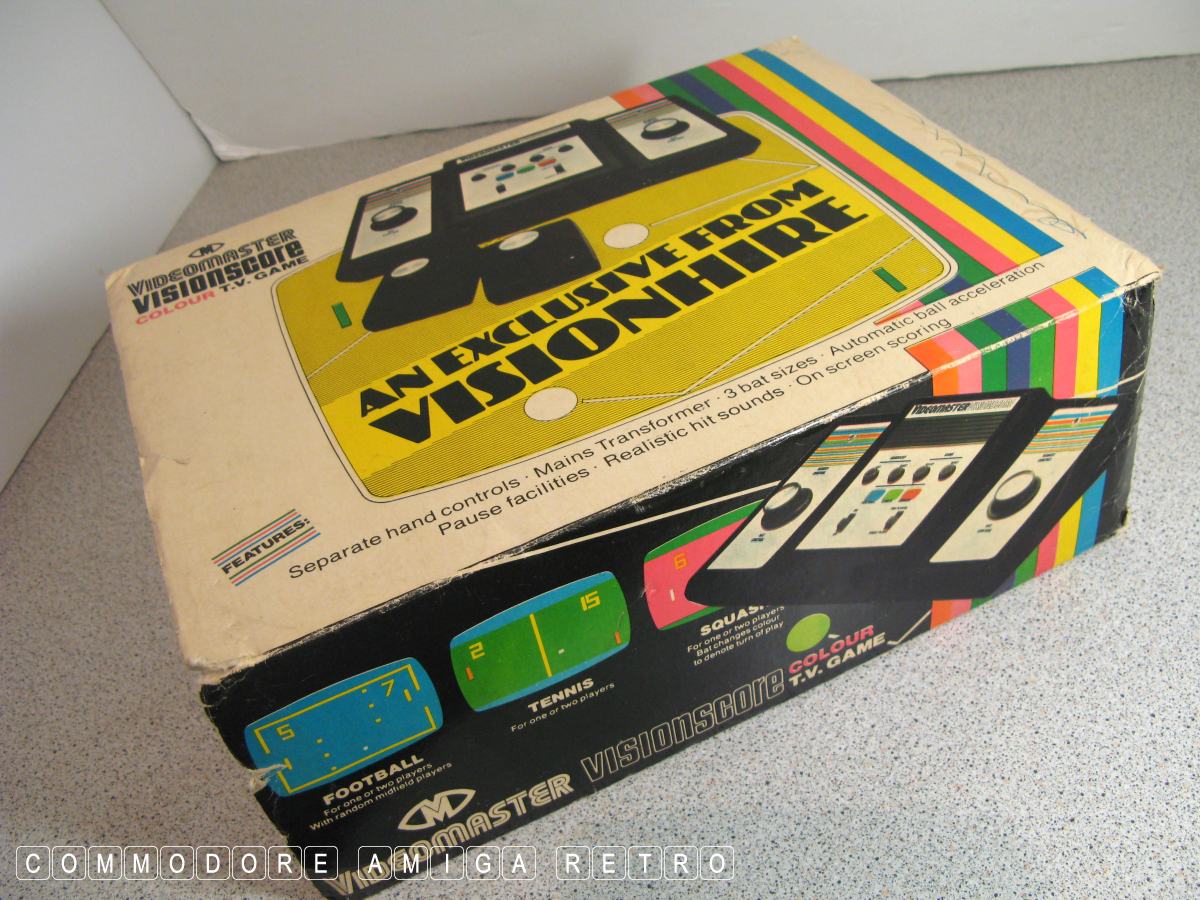 VIDEOMASTER
VISIONSCORE
COLOUR T.V. GAME
AN EXCLUSIVE FROM
VISIONHIRE
FEATURES:
Separate hand controls · Mains Transformer · 3 bat sizes · Automatic ball acceleration
Pause facilities · Realistic hit sounds · On screen scoring
VIDEOMASTER
5
7
FOOTBALL
For one or two players
With random midfield players
2
15
TENNIS
For one or two players
6
SQUASH
For one or two players
Bat changes colour
to denote turn of play
VIDEOMASTER VISIONSCORE
COLOUR
T.V. GAME
COMMODORE AMIGA RETRO